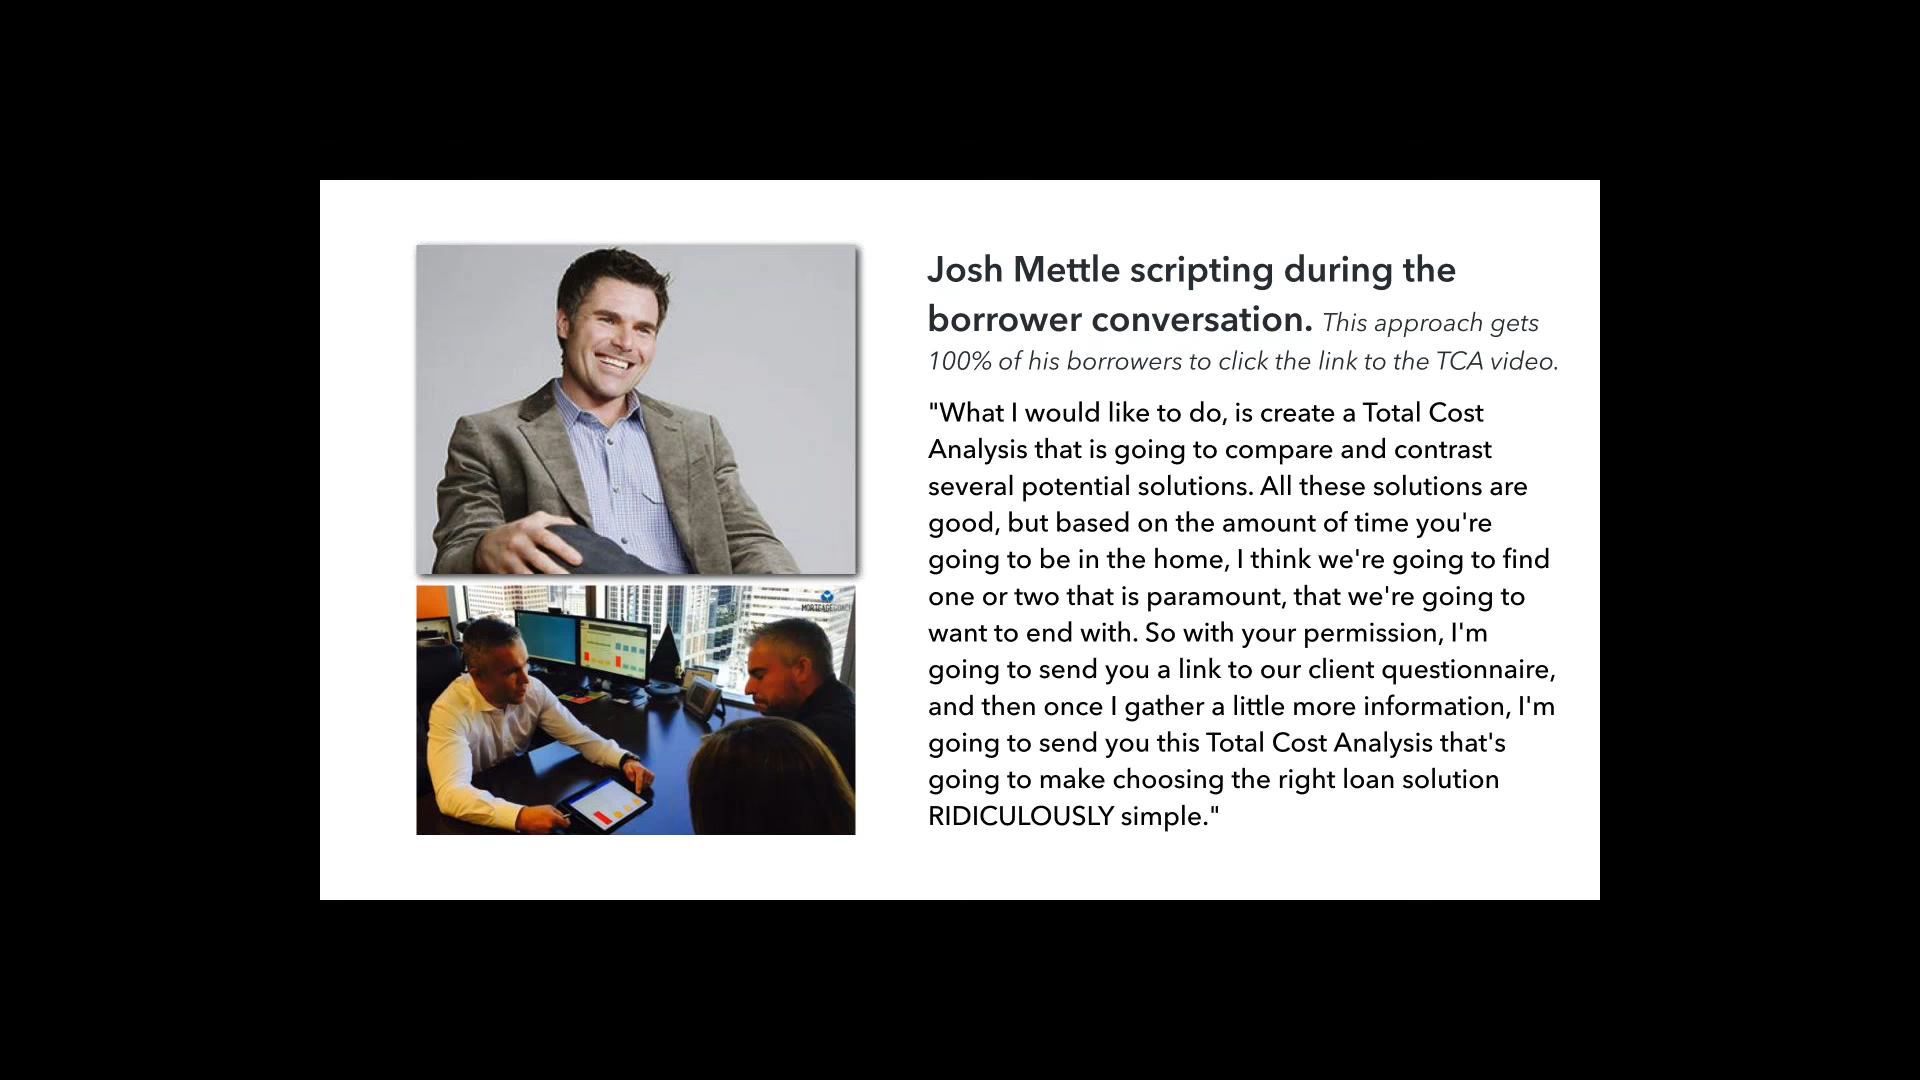 Josh Mettle scripting during the
borrower conversation. This approach gets
100% of his borrowers to click the link to the TCA video.
"What I would like to do, is create a Total Cost
Analysis that is going to compare and contrast
several potential solutions. All these solutions are
good, but based on the amount of time you're
going to be in the home, I think we're going to find
one or two that is paramount, that we're going to
want to end with. So with your permission, I'm
going to send you a link to our client questionnaire,
and then once I gather a little more information, I'm
going to send you this Total Cost Analysis that's
going to make choosing the right loan solution
RIDICULOUSLY simple."
MORTGAGE COACH